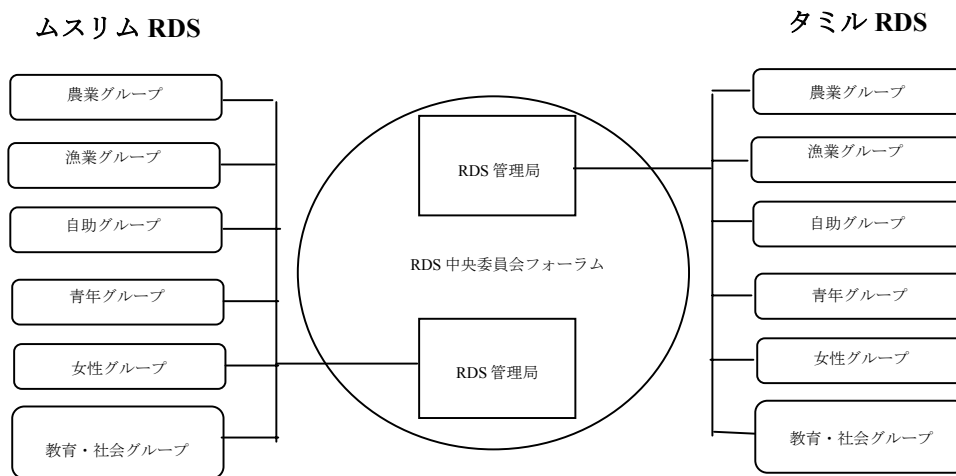 ムスリム RDS
農業グループ
漁業グループ
自助グループ
青年グループ
女性グループ
教育・社会グループ
RDS 管理局
RDS 中央委員会フォーラム
RDS 管理局
タミル RDS
農業グループ
漁業グループ
自助グループ
青年グループ
女性グループ
教育・社会グループ